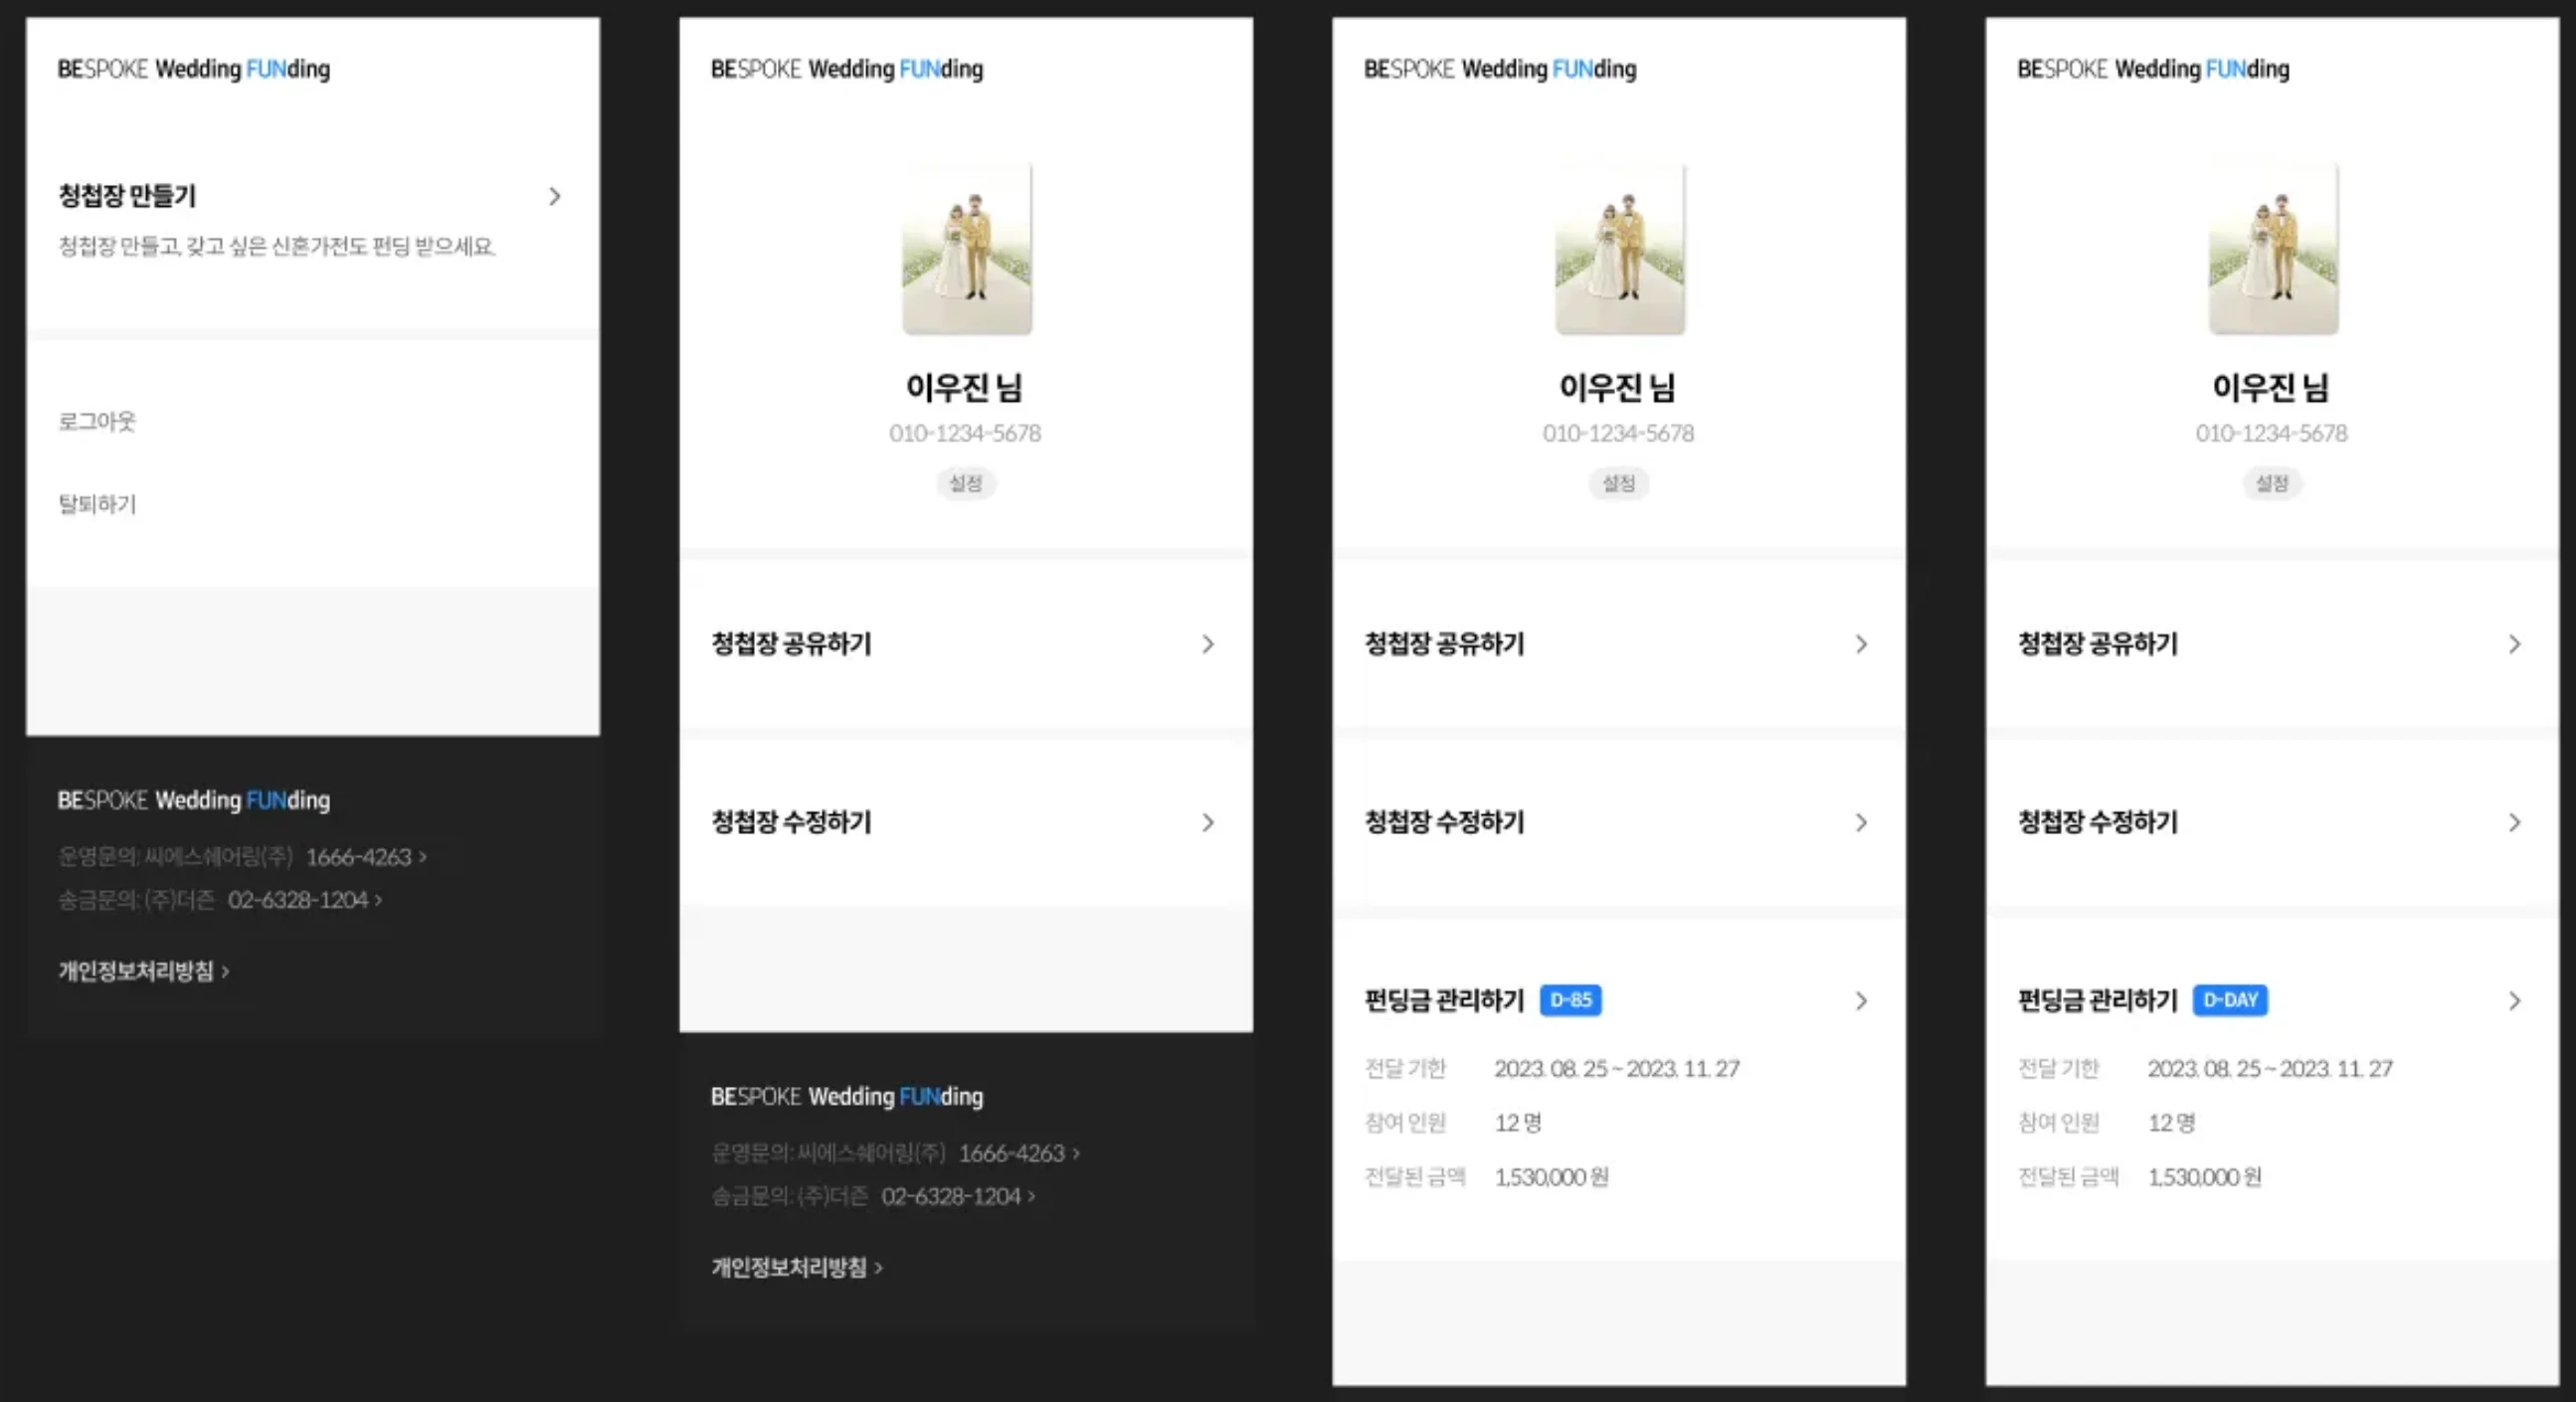 BESPOKE Wedding FUNding
청첩장 만들기
청첩장 만들고, 갖고 싶은 신혼가전도 펀딩 받으세요.
로그아웃
탈퇴하기
BESPOKE Wedding FUNding
운영문의: 씨에스쉐어링(주) 1666-4263 >
송금문의: (주)더즌 02-6328-1204 >
개인정보처리방침 >
BESPOKE Wedding FUNding
이우진 님
010-1234-5678
설정
청첩장 공유하기
청첩장 수정하기
BESPOKE Wedding FUNding
운영문의: 씨에스쉐어링(주) 1666-4263 >
송금문의: (주)더즌 02-6328-1204 >
개인정보처리방침 >
BESPOKE Wedding FUNding
이우진 님
010-1234-5678
설정
청첩장 공유하기
청첩장 수정하기
펀딩금 관리하기 D-85
전달 기한 2023. 08. 25 ~ 2023. 11. 27
참여 인원 12 명
전달된 금액 1,530,000 원
BESPOKE Wedding FUNding
이우진 님
010-1234-5678
설정
청첩장 공유하기
청첩장 수정하기
펀딩금 관리하기 D-DAY
전달 기한 2023. 08. 25 ~ 2023. 11. 27
참여 인원 12 명
전달된 금액 1,530,000 원